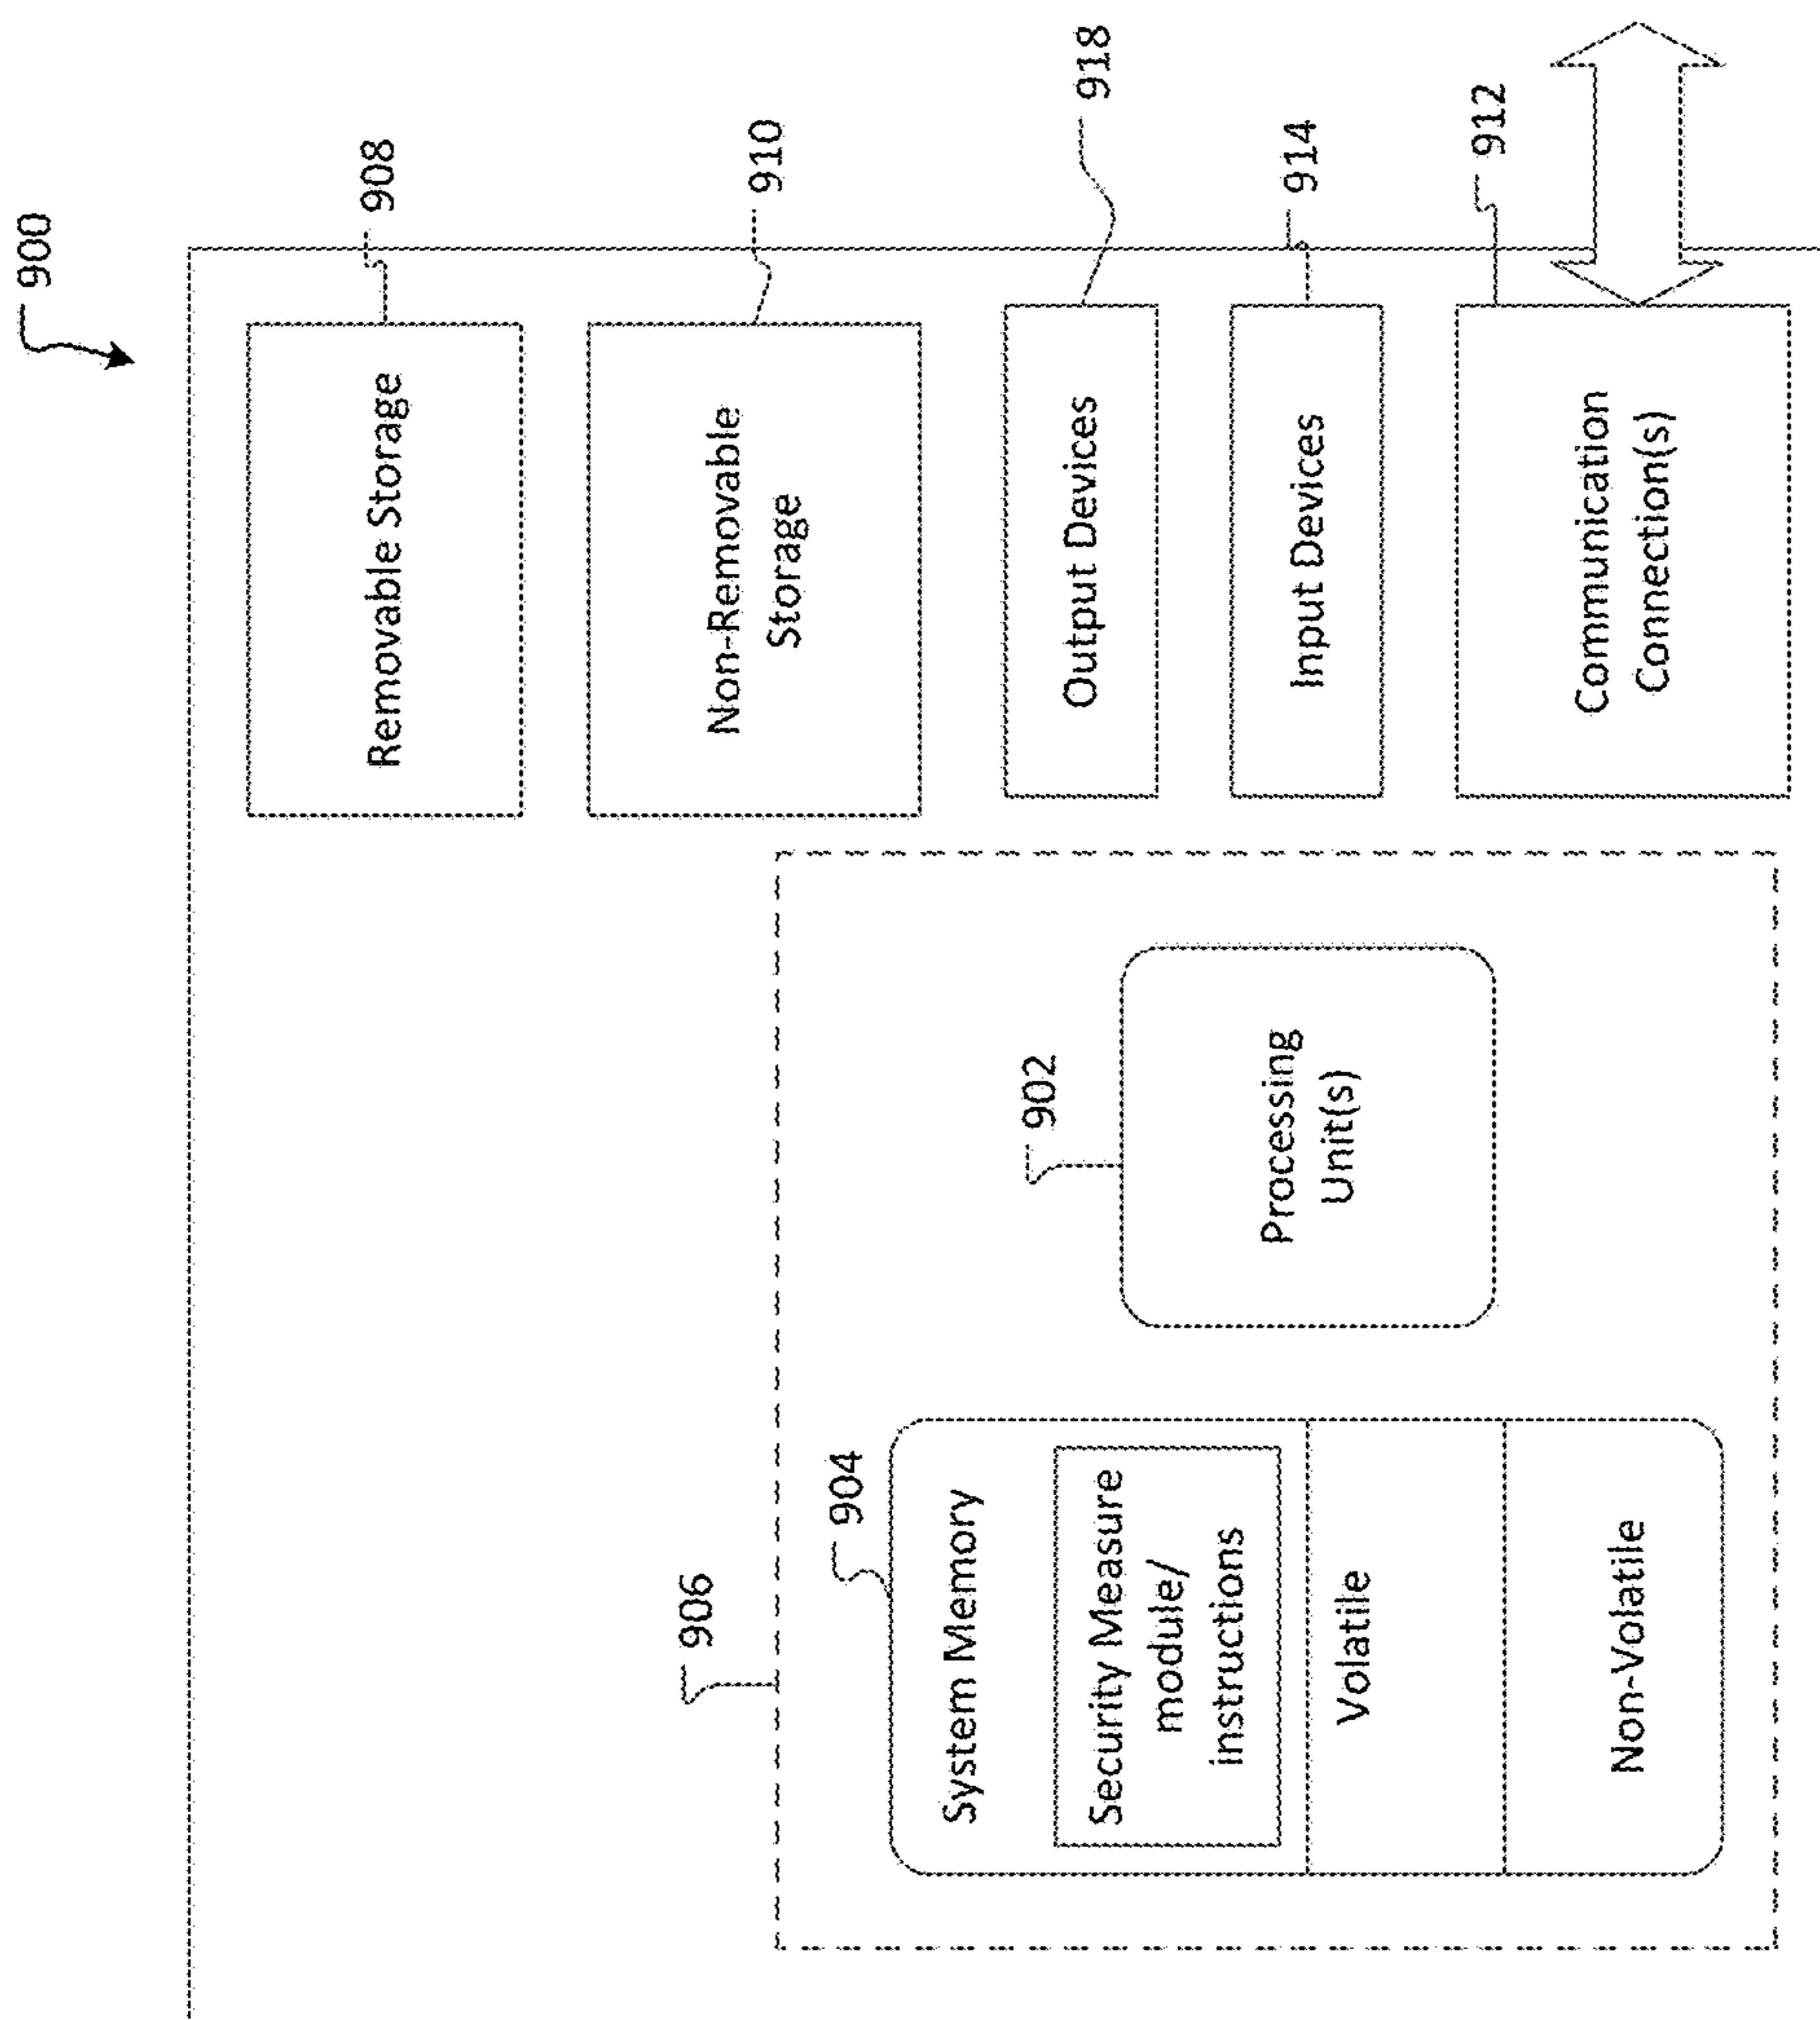 900
906
904
System Memory
Security Measure
module/
instructions
Volatile
Non-Volatile
902
Processing
Unit(s)
Removable Storage
908
Non-Removable
Storage
910
Output Devices
918
Input Devices
914
Communication
Connection(s)
912